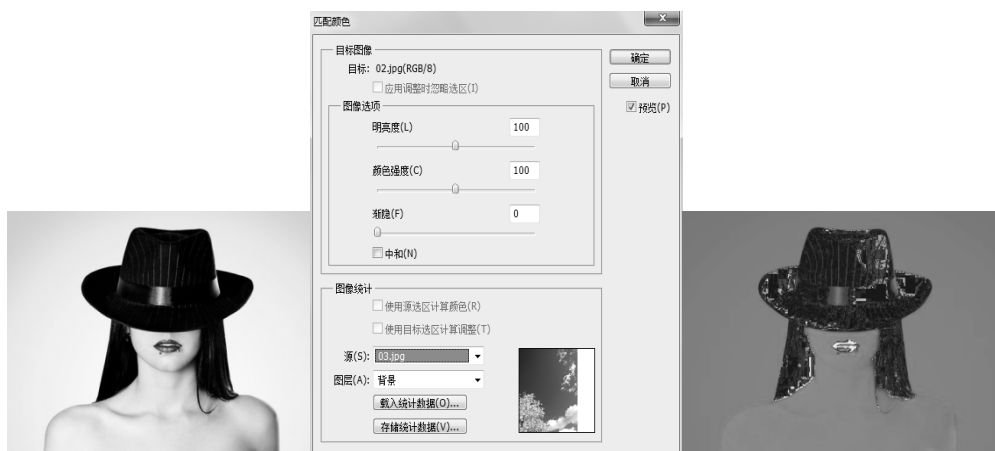 匹配颜色
目标图像
目标: 02.jpg(RGB/8)
应用调整时忽略选区(I)
图像选项
明亮度(L) 100
颜色强度(C) 100
渐隐(F) 0
中和(N)
确定
取消
预览(P)
图像统计
使用源选区计算颜色(R)
使用目标选区计算调整(T)
源(S): 03.jpg
图层(A): 背景
载入统计数据(O)...
存储统计数据(V)...